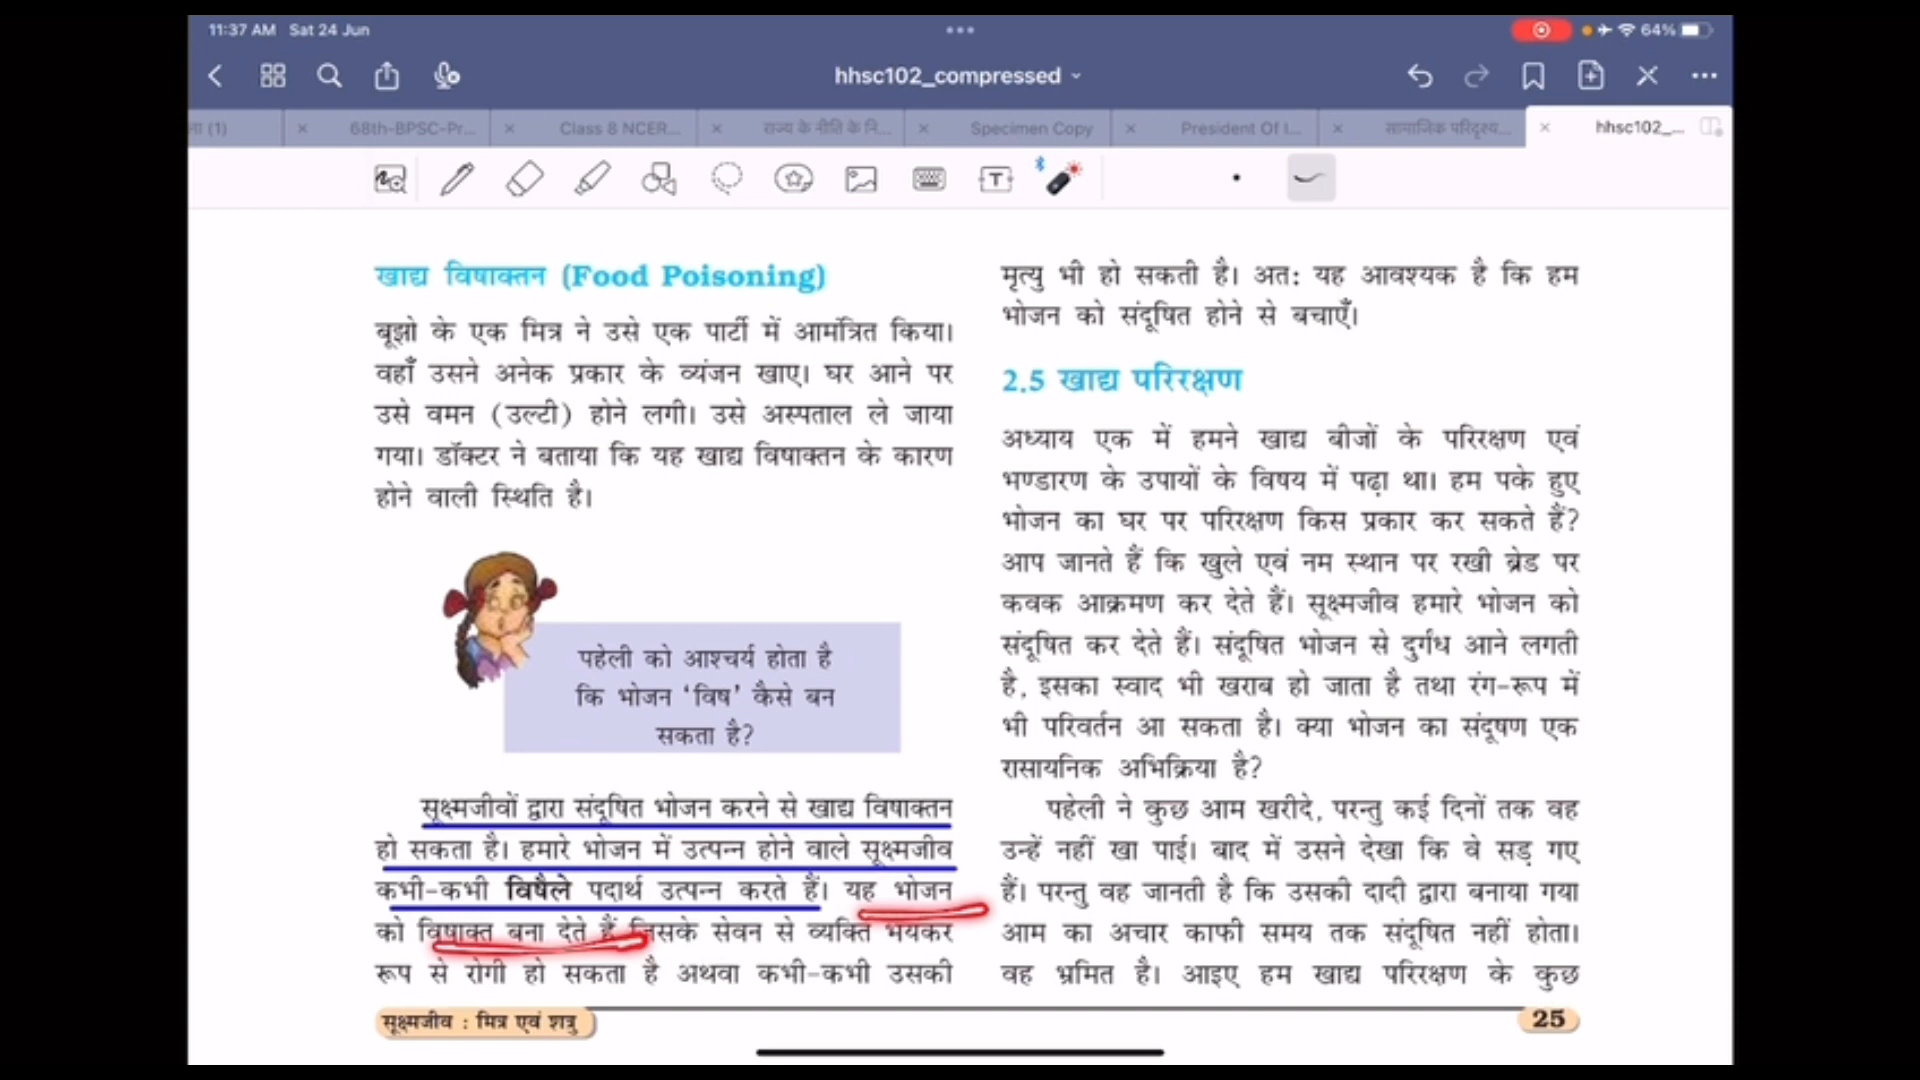 11:37 AM Sat 24 Jun
64%
hhsc102_compressed
ना (1)
68th-BPSC-Pr...
Class 8 NCER...
राज्य के नीति के नि...
Specimen Copy
President Of I...
सामाजिक परिदृश्य...
hhsc102_...
खाद्य विषाक्तन (Food Poisoning)
बूझो के एक मित्र ने उसे एक पार्टी में आमंत्रित किया।
वहाँ उसने अनेक प्रकार के व्यंजन खाए। घर आने पर
उसे वमन (उल्टी) होने लगी। उसे अस्पताल ले जाया
गया। डॉक्टर ने बताया कि यह खाद्य विषाक्तन के कारण
होने वाली स्थिति है।
पहेली को आश्चर्य होता है
कि भोजन ‘विष’ कैसे बन
सकता है?
सूक्ष्मजीवों द्वारा संदूषित भोजन करने से खाद्य विषाक्तन
हो सकता है। हमारे भोजन में उत्पन्न होने वाले सूक्ष्मजीव
कभी-कभी विषैले पदार्थ उत्पन्न करते हैं। यह भोजन
को विषाक्त बना देते हैं जिसके सेवन से व्यक्ति भयंकर
रूप से रोगी हो सकता है अथवा कभी-कभी उसकी
मृत्यु भी हो सकती है। अत: यह आवश्यक है कि हम
भोजन को संदूषित होने से बचाएँ।
2.5 खाद्य परिरक्षण
अध्याय एक में हमने खाद्य बीजों के परिरक्षण एवं
भण्डारण के उपायों के विषय में पढ़ा था। हम पके हुए
भोजन का घर पर परिरक्षण किस प्रकार कर सकते हैं?
आप जानते हैं कि खुले एवं नम स्थान पर रखी ब्रेड पर
कवक आक्रमण कर देते हैं। सूक्ष्मजीव हमारे भोजन को
संदूषित कर देते हैं। संदूषित भोजन से दुर्गंध आने लगती
है, इसका स्वाद भी खराब हो जाता है तथा रंग-रूप में
भी परिवर्तन आ सकता है। क्या भोजन का संदूषण एक
रासायनिक अभिक्रिया है?
पहेली ने कुछ आम खरीदे, परन्तु कई दिनों तक वह
उन्हें नहीं खा पाई। बाद में उसने देखा कि वे सड़ गए
हैं। परन्तु वह जानती है कि उसकी दादी द्वारा बनाया गया
आम का अचार काफी समय तक संदूषित नहीं होता।
वह भ्रमित है। आइए हम खाद्य परिरक्षण के कुछ
सूक्ष्मजीव : मित्र एवं शत्रु
25